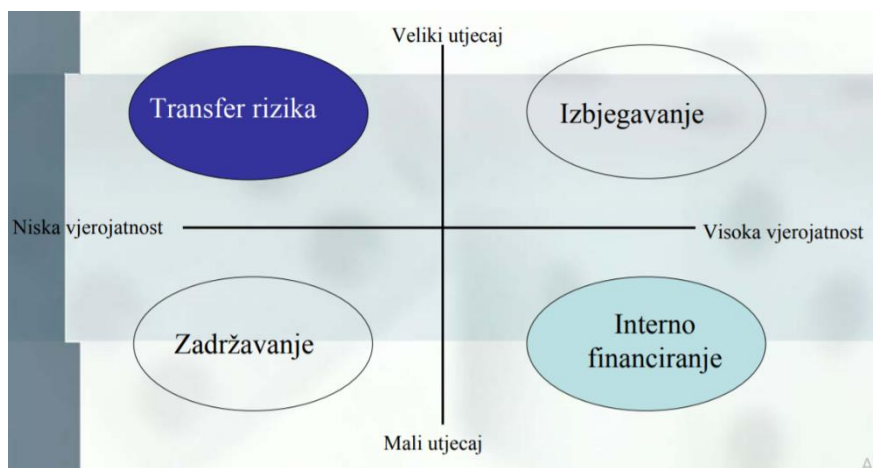 Veliki utjecaj
Transfer rizika
Izbjegavanje
Niska vjerojatnost
Visoka vjerojatnost
Zadržavanje
Interno
financiranje
Mali utjecaj
A